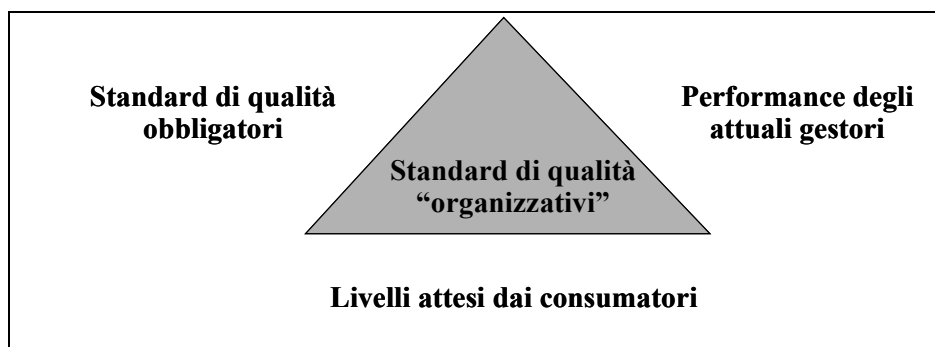 Standard di qualità
obbligatori
Performance degli
attuali gestori
Standard di qualità
“organizzativi”
Livelli attesi dai consumatori